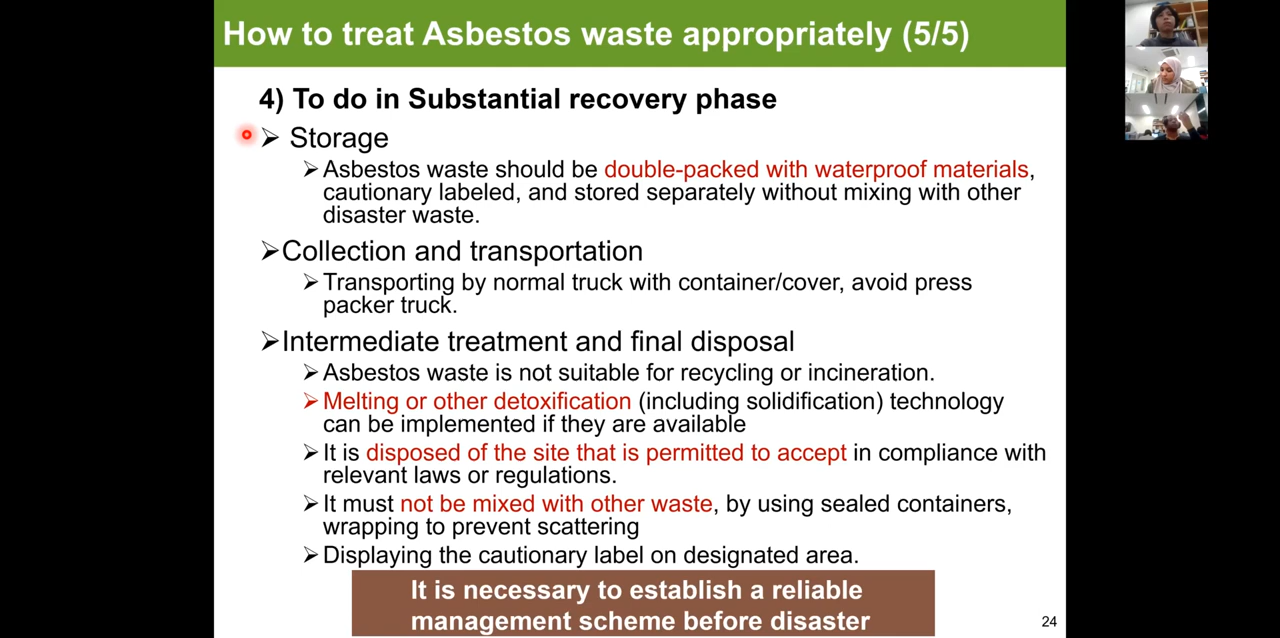 How to treat Asbestos waste appropriately (5/5)
4) To do in Substantial recovery phase
➢ Storage
➢ Asbestos waste should be double-packed with waterproof materials,
cautionary labeled, and stored separately without mixing with other
disaster waste.
➢ Collection and transportation
➢ Transporting by normal truck with container/cover, avoid press
packer truck.
➢ Intermediate treatment and final disposal
➢ Asbestos waste is not suitable for recycling or incineration.
➢ Melting or other detoxification (including solidification) technology
can be implemented if they are available
➢ It is disposed of the site that is permitted to accept in compliance with
relevant laws or regulations.
➢ It must not be mixed with other waste, by using sealed containers,
wrapping to prevent scattering
➢ Displaying the cautionary label on designated area.
It is necessary to establish a reliable
management scheme before disaster
24